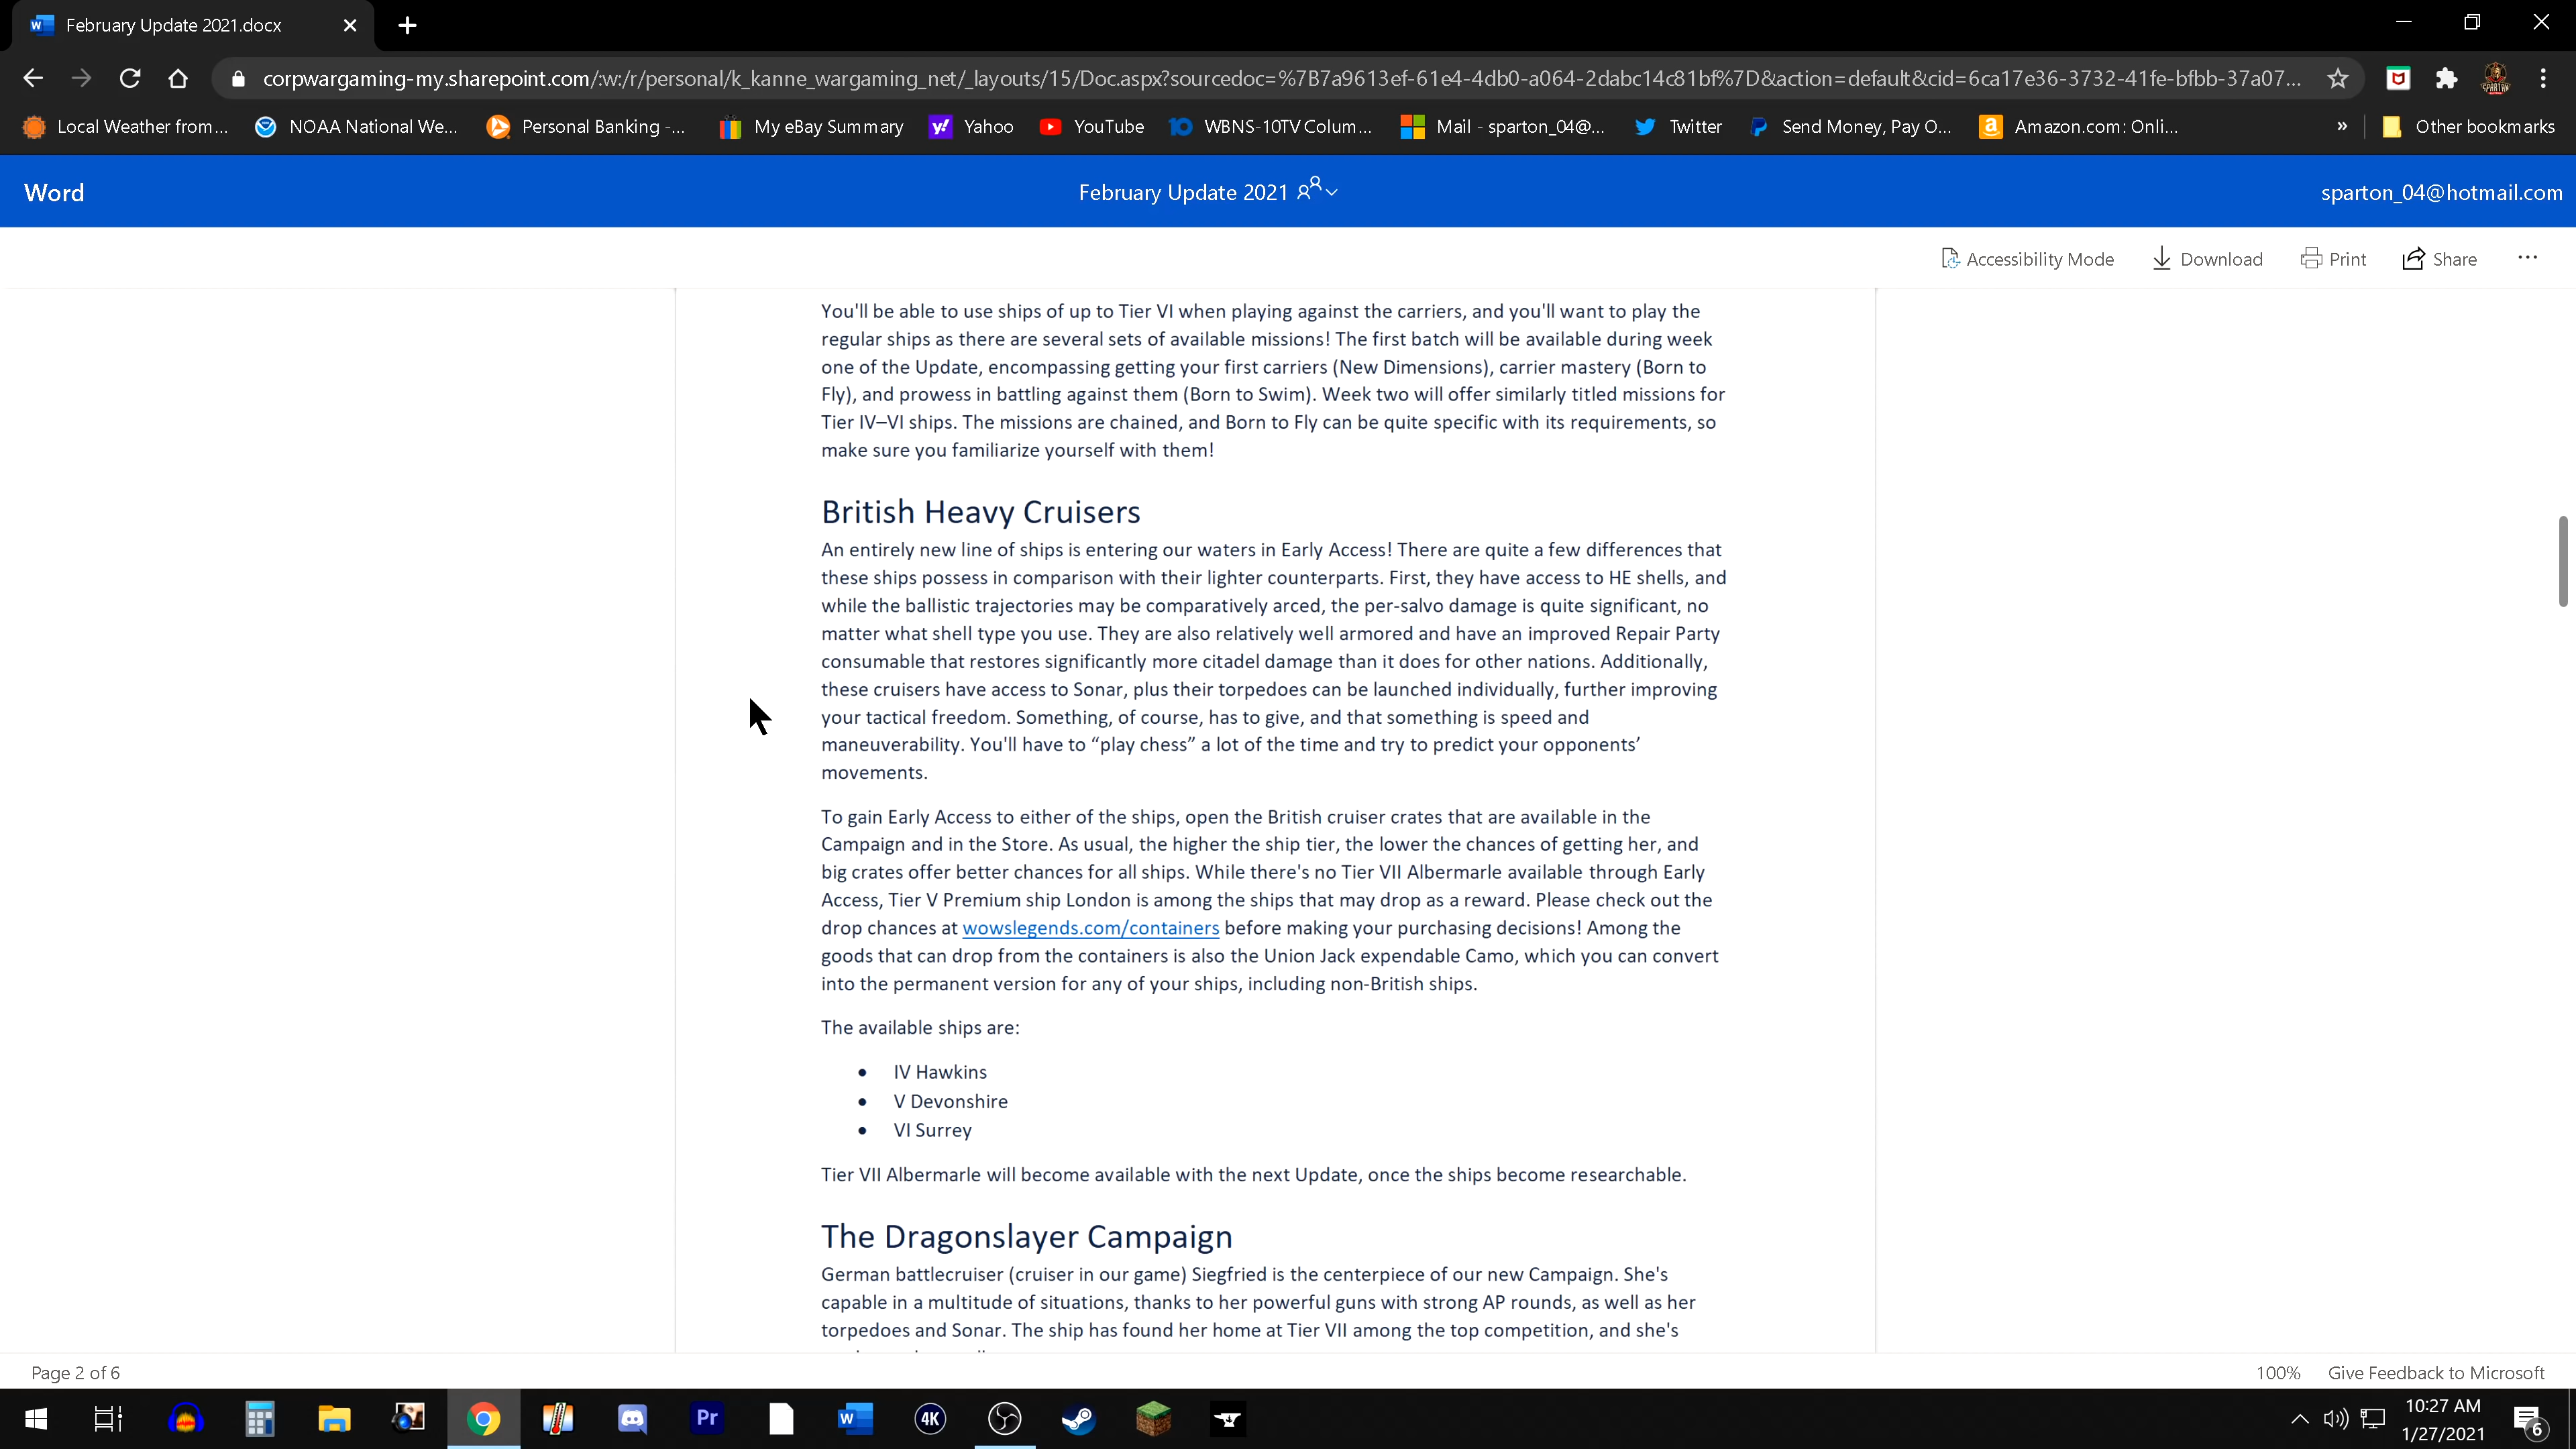 February Update 2021.docx
corpwargaming-my.sharepoint.com/:w:/r/personal/k_kanne_wargaming_net/_layouts/15/Doc.aspx?sourcedoc=%7B7a9613ef-61e4-4db0-a064-2dabc14c81bf%7D&action=default&cid=6ca17e36-3732-41fe-bfbb-37a07...
Local Weather from... NOAA National We... Personal Banking -... My eBay Summary Yahoo YouTube WBNS-10TV Colum... Mail - sparton_04@... Twitter Send Money, Pay O... Amazon.com: Onli... » Other bookmarks
Word February Update 2021 sparton_04@hotmail.com
Accessibility Mode Download Print Share ...
You'll be able to use ships of up to Tier VI when playing against the carriers, and you'll want to play the
regular ships as there are several sets of available missions! The first batch will be available during week
one of the Update, encompassing getting your first carriers (New Dimensions), carrier mastery (Born to
Fly), and prowess in battling against them (Born to Swim). Week two will offer similarly titled missions for
Tier IV–VI ships. The missions are chained, and Born to Fly can be quite specific with its requirements, so
make sure you familiarize yourself with them!
British Heavy Cruisers
An entirely new line of ships is entering our waters in Early Access! There are quite a few differences that
these ships possess in comparison with their lighter counterparts. First, they have access to HE shells, and
while the ballistic trajectories may be comparatively arced, the per-salvo damage is quite significant, no
matter what shell type you use. They are also relatively well armored and have an improved Repair Party
consumable that restores significantly more citadel damage than it does for other nations. Additionally,
these cruisers have access to Sonar, plus their torpedoes can be launched individually, further improving
your tactical freedom. Something, of course, has to give, and that something is speed and
maneuverability. You'll have to “play chess” a lot of the time and try to predict your opponents’
movements.
To gain Early Access to either of the ships, open the British cruiser crates that are available in the
Campaign and in the Store. As usual, the higher the ship tier, the lower the chances of getting her, and
big crates offer better chances for all ships. While there's no Tier VII Albermarle available through Early
Access, Tier V Premium ship London is among the ships that may drop as a reward. Please check out the
drop chances at wowslegends.com/containers before making your purchasing decisions! Among the
goods that can drop from the containers is also the Union Jack expendable Camo, which you can convert
into the permanent version for any of your ships, including non-British ships.
The available ships are:
• IV Hawkins
• V Devonshire
• VI Surrey
Tier VII Albermarle will become available with the next Update, once the ships become researchable.
The Dragonslayer Campaign
German battlecruiser (cruiser in our game) Siegfried is the centerpiece of our new Campaign. She's
capable in a multitude of situations, thanks to her powerful guns with strong AP rounds, as well as her
torpedoes and Sonar. The ship has found her home at Tier VII among the top competition, and she's
Page 2 of 6 100% Give Feedback to Microsoft
Pr 4K 10:27 AM
1/27/2021 6